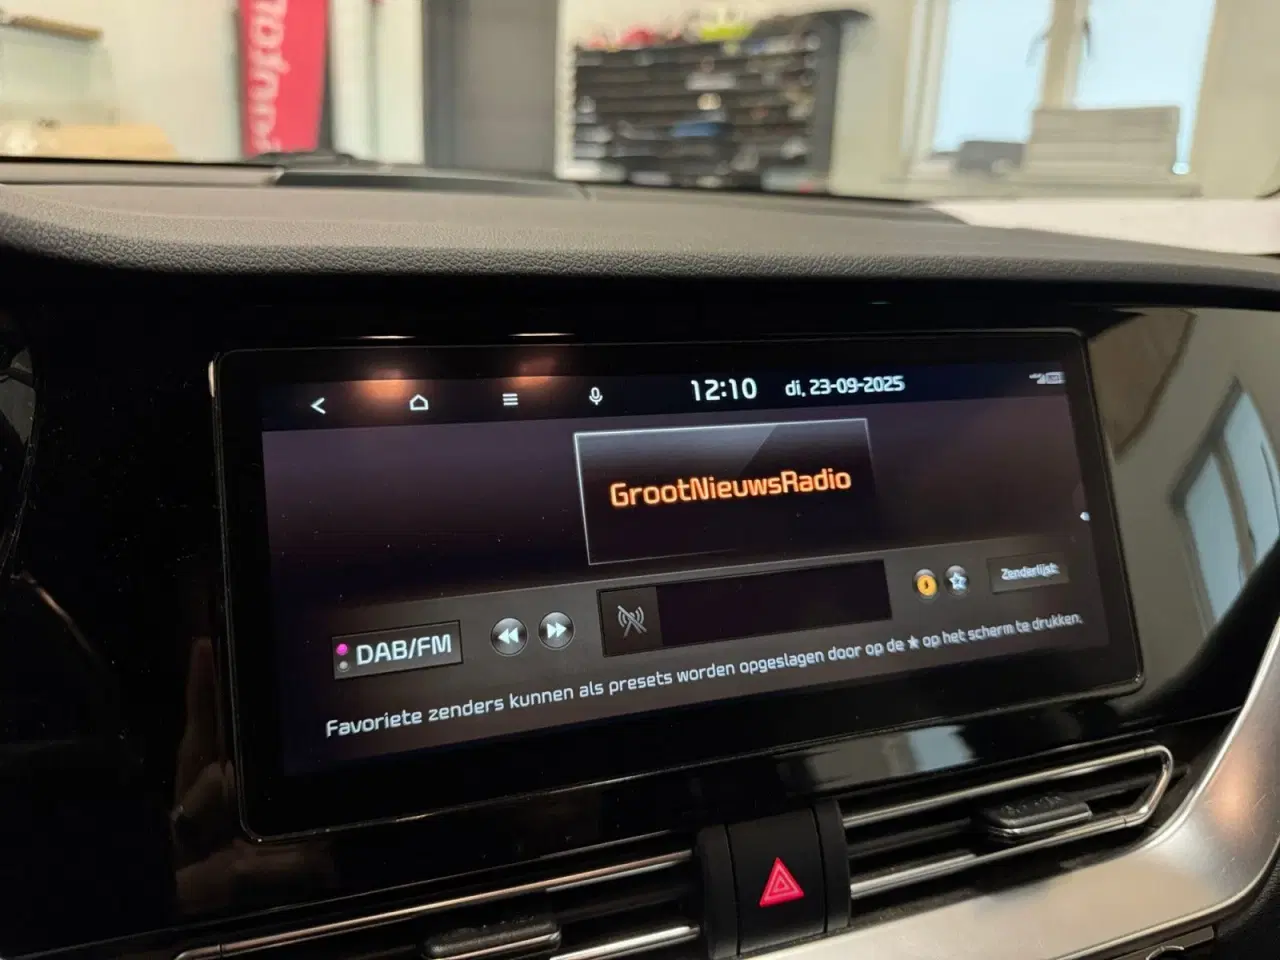 12:10
di, 23-09-2025
GrootNieuwsRadio
DAB/FM
Zenderlijst
Favoriete zenders kunnen als presets worden opgeslagen door op de ★ op het scherm te drukken.